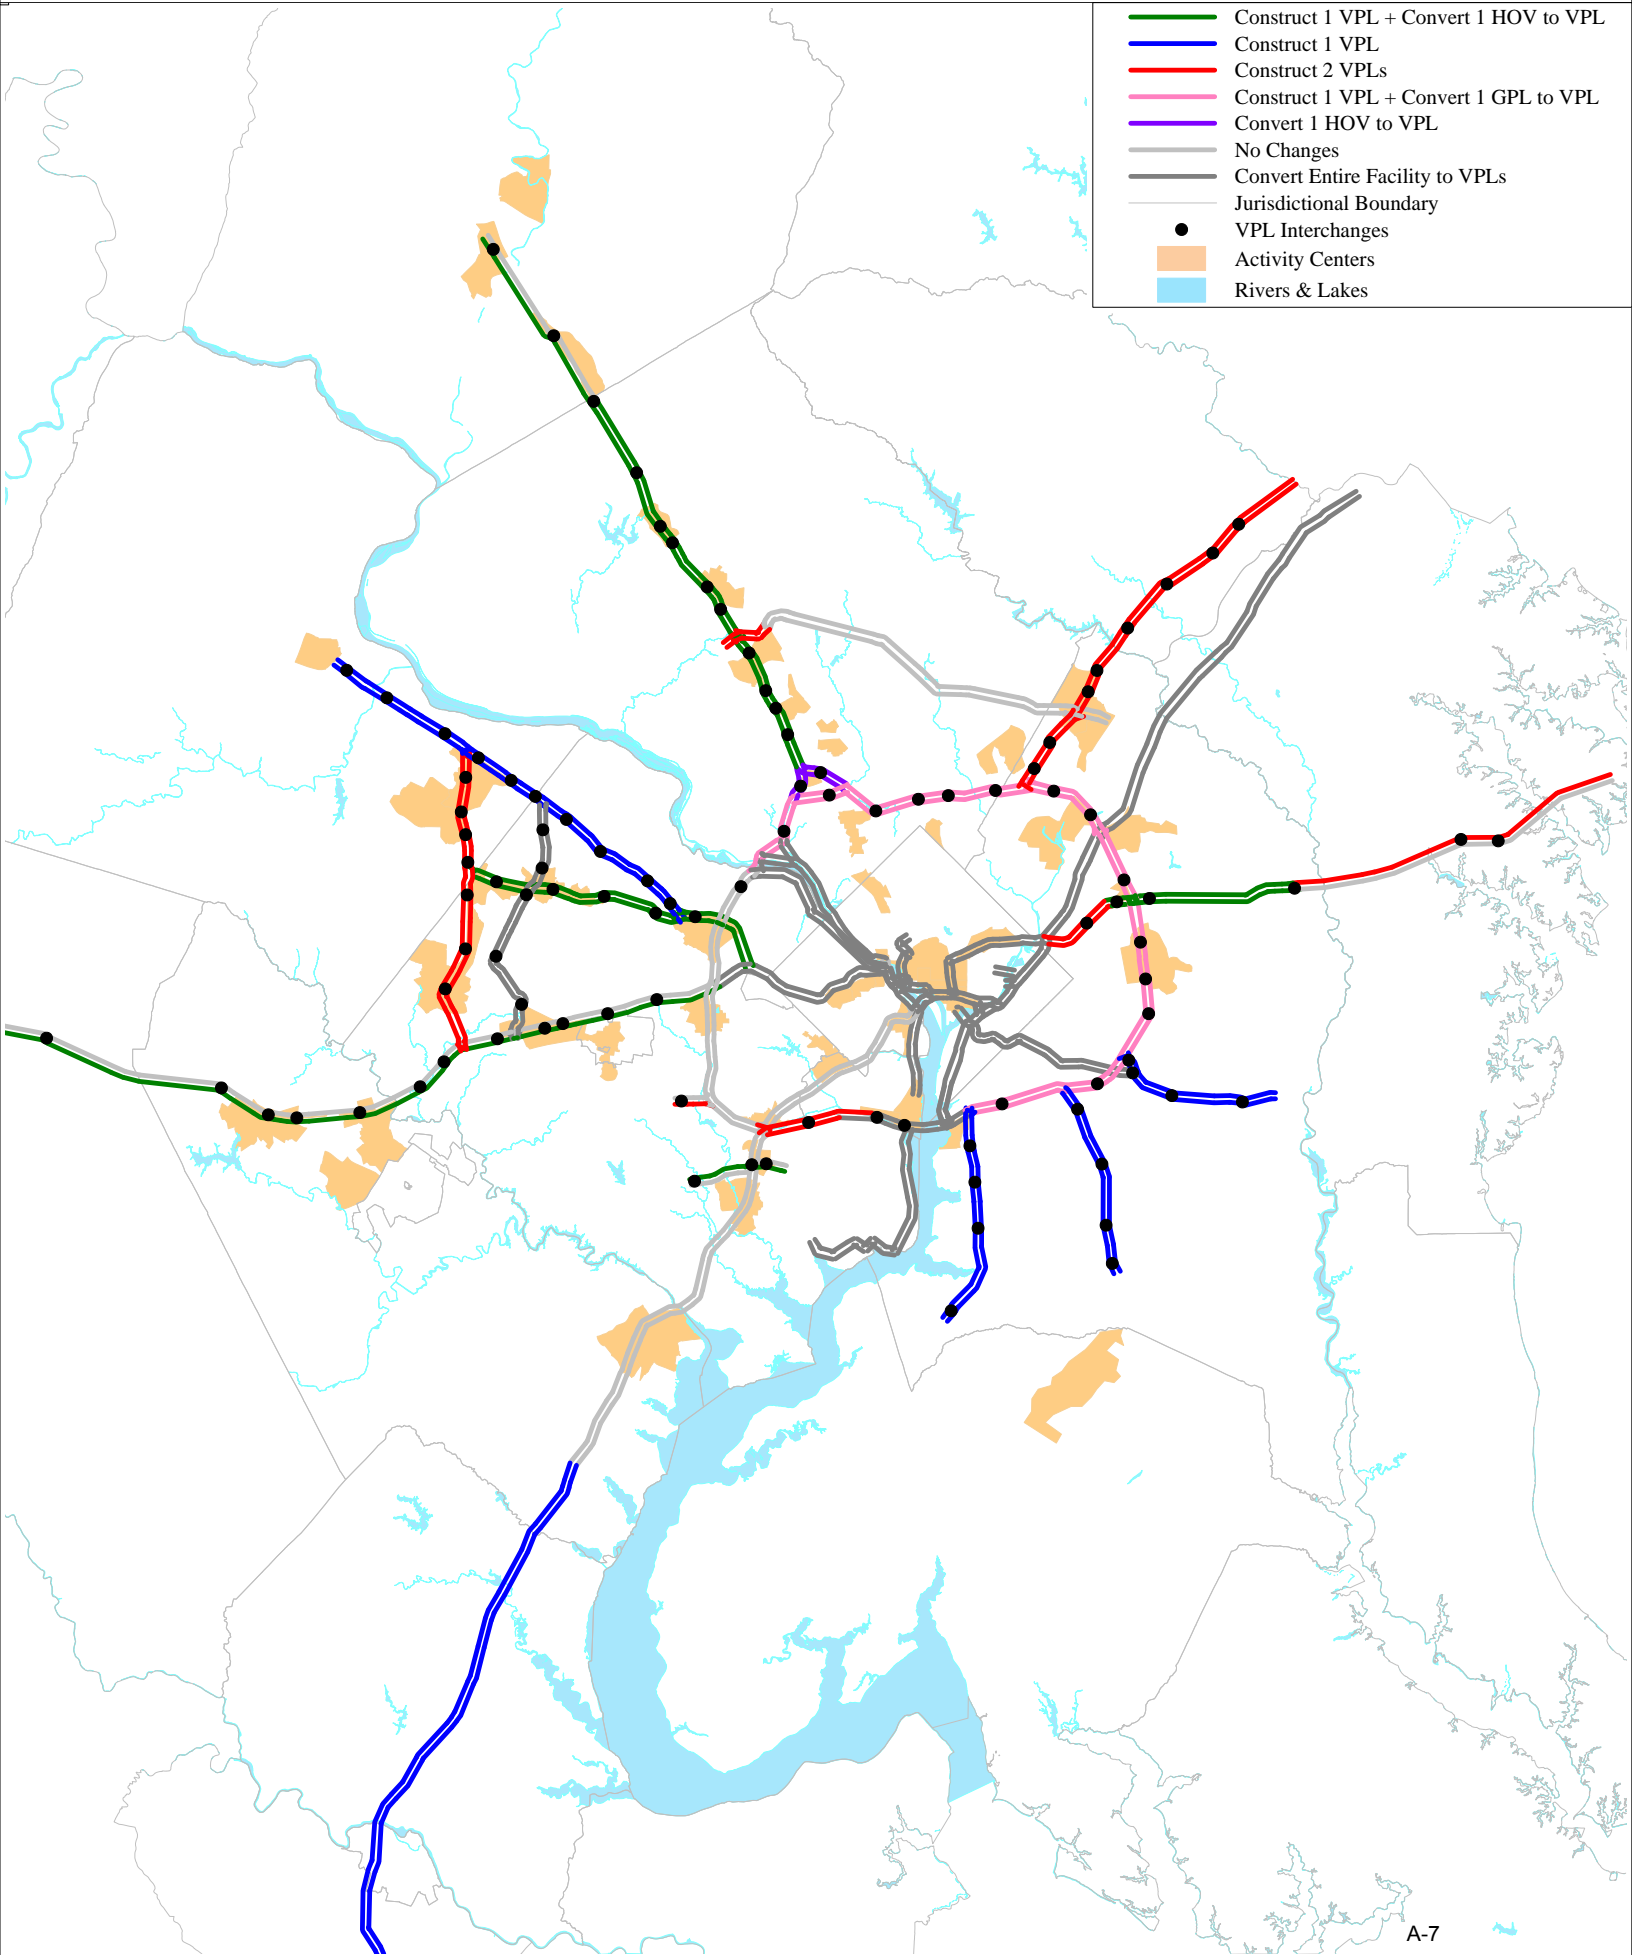 Construct 1 VPL + Convert 1 HOV to VPL
Construct 1 VPL
Construct 2 VPLs
Construct 1 VPL + Convert 1 GPL to VPL
Convert 1 HOV to VPL
No Changes
Convert Entire Facility to VPLs
Jurisdictional Boundary
VPL Interchanges
Activity Centers
Rivers & Lakes
A-7